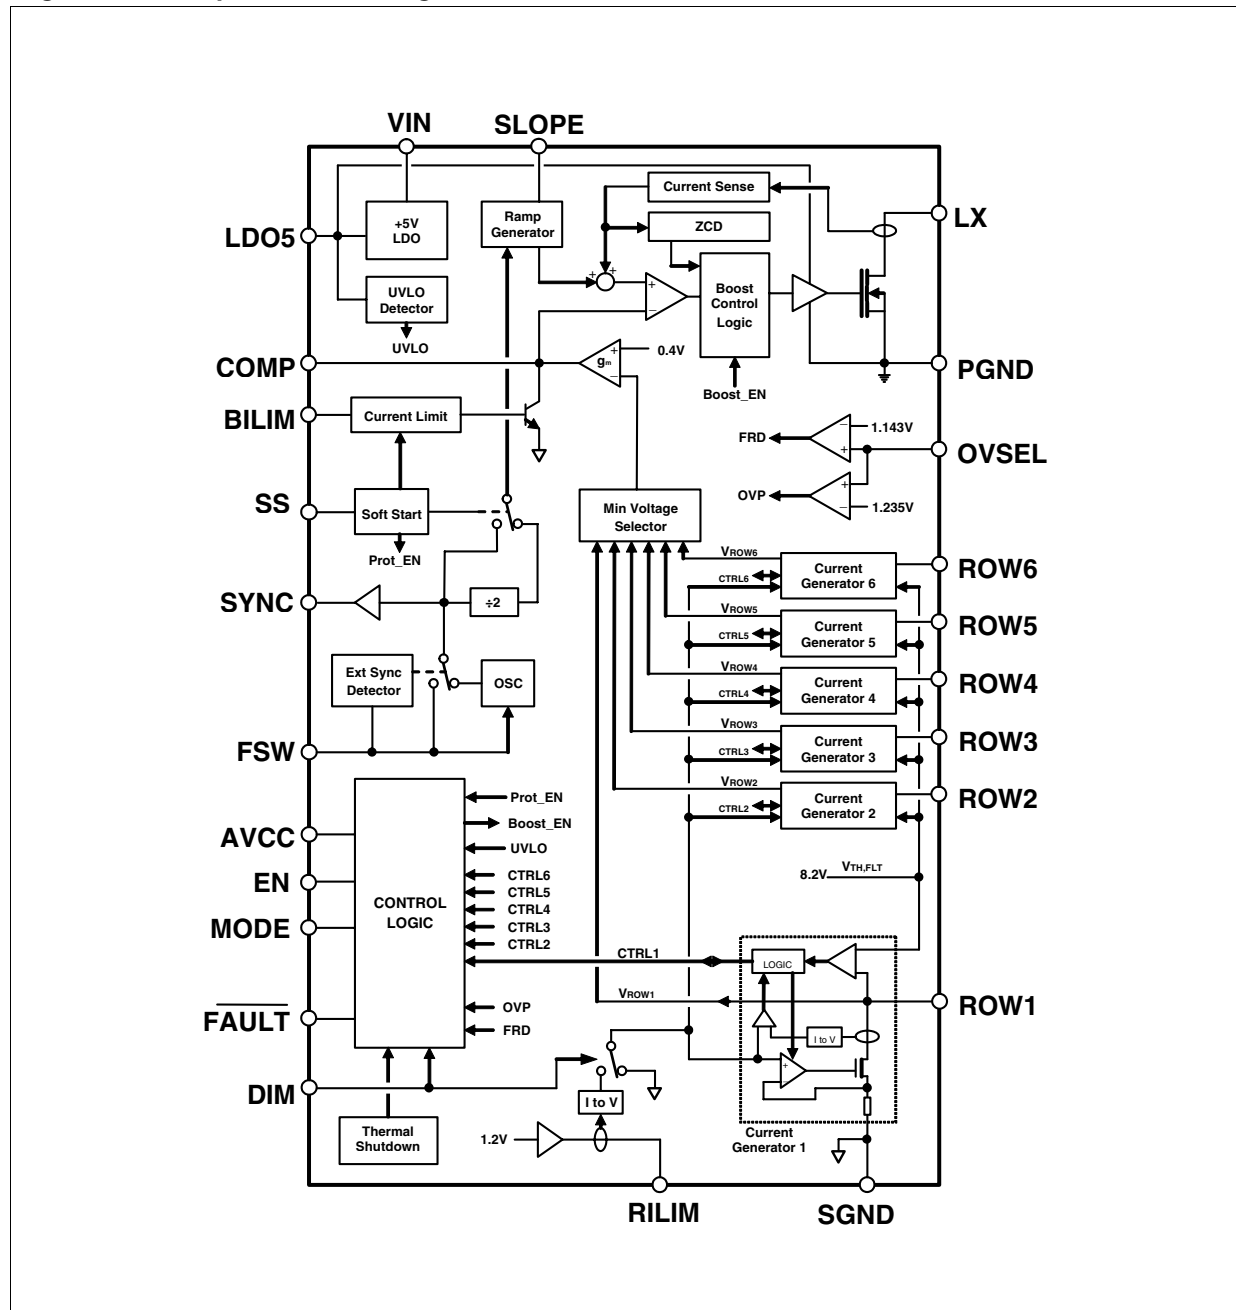 VIN
SLOPE
LDO5
+5V
LDO
Ramp
Generator
Current Sense
ZCD
LX
UVLO
Detector
UVLO
Boost
Control
Logic
COMP
gm
0.4V
Boost_EN
PGND
BILIM
Current Limit
FRD
1.143V
OVSEL
OVP
1.235V
SS
Soft Start
Prot_EN
Min Voltage
Selector
SYNC
÷2
VROW6
CTRL6
Current
Generator 6
ROW6
VROW5
CTRL5
Current
Generator 5
ROW5
Ext Sync
Detector
OSC
VROW4
CTRL4
Current
Generator 4
ROW4
FSW
VROW3
CTRL3
Current
Generator 3
ROW3
VROW2
CTRL2
Current
Generator 2
ROW2
AVCC
EN
MODE
FAULT
CONTROL
LOGIC
Prot_EN
Boost_EN
UVLO
CTRL6
CTRL5
CTRL4
CTRL3
CTRL2
CTRL1
OVP
FRD
8.2V
VTH,FLT
LOGIC
VROW1
ROW1
I to V
DIM
I to V
Thermal
Shutdown
1.2V
Current
Generator 1
RILIM
SGND